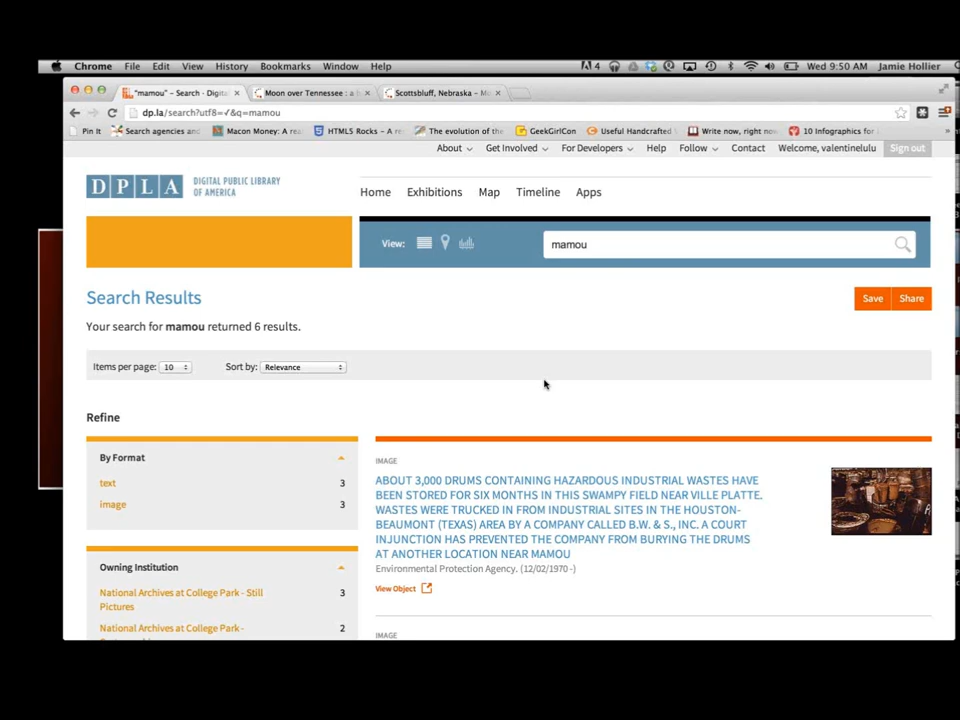 Chrome File Edit View History Bookmarks Window Help 4 Wed 9:50 AM Jamie Hollier
"mamou" - Search - Digita Moon over Tennessee : a b Scottsbluff, Nebraska - Mo
dp.la/search?utf8=✓&q=mamou
Pin It Search agencies and Macon Money: A rea HTML5 Rocks - A re The evolution of the GeekGirlCon Useful Handcrafted Write now, right now 10 Infographics for »
About Get Involved For Developers Help Follow Contact Welcome, valentinelulu Sign out
DPLA DIGITAL PUBLIC LIBRARY
OF AMERICA
Home Exhibitions Map Timeline Apps
View: mamou
Search Results Save Share
Your search for mamou returned 6 results.
Items per page: 10 Sort by: Relevance
Refine
By Format
text 3
image 3
Owning Institution
National Archives at College Park - Still 3
Pictures
National Archives at College Park - 2
IMAGE
ABOUT 3,000 DRUMS CONTAINING HAZARDOUS INDUSTRIAL WASTES HAVE
BEEN STORED FOR SIX MONTHS IN THIS SWAMPY FIELD NEAR VILLE PLATTE.
WASTES WERE TRUCKED IN FROM INDUSTRIAL SITES IN THE HOUSTON-
BEAUMONT (TEXAS) AREA BY A COMPANY CALLED B.W. & S., INC. A COURT
INJUNCTION HAS PREVENTED THE COMPANY FROM BURYING THE DRUMS
AT ANOTHER LOCATION NEAR MAMOU
Environmental Protection Agency. (12/02/1970 -)
View Object
IMAGE